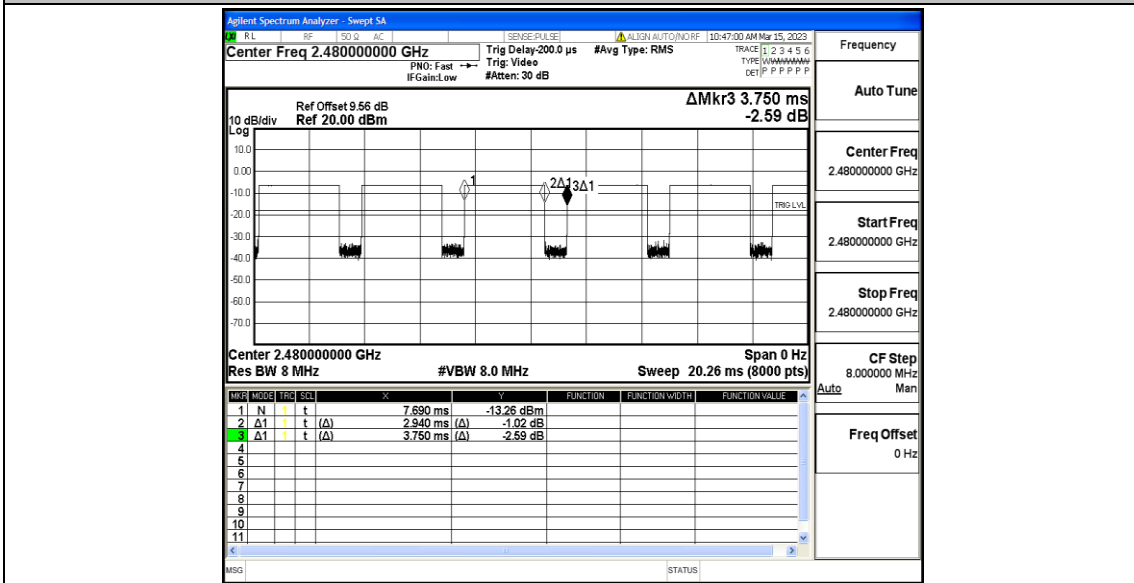 Agilent Spectrum Analyzer - Swept SA
RL RF 50 Ω AC SENSE:PULSE ALIGN AUTO/NO RF 10:47:00 AM Mar 15, 2023
Center Freq 2.480000000 GHz
PNO: Fast
IFGain:Low
Trig Delay-200.0 µs
Trig: Video
#Atten: 30 dB
#Avg Type: RMS
TRACE 1 2 3 4 5 6
TYPE
DET P P P P P P
Ref Offset 9.56 dB
10 dB/div Ref 20.00 dBm
Log
ΔMkr3 3.750 ms
-2.59 dB
10.0
0.00
-10.0
-20.0
-30.0
-40.0
-50.0
-60.0
-70.0
1
2Δ1
3Δ1
TRIG LVL
Center 2.480000000 GHz Span 0 Hz
Res BW 8 MHz #VBW 8.0 MHz Sweep 20.26 ms (8000 pts)
MKR MODE TRC SCL X Y FUNCTION FUNCTION WIDTH FUNCTION VALUE
1 N 1 t 7.690 ms -13.26 dBm
2 Δ1 1 t (Δ) 2.940 ms (Δ) -1.02 dB
3 Δ1 1 t (Δ) 3.750 ms (Δ) -2.59 dB
4
5
6
7
8
9
10
11
MSG STATUS
Frequency
Auto Tune
Center Freq
2.480000000 GHz
Start Freq
2.480000000 GHz
Stop Freq
2.480000000 GHz
CF Step
8.000000 MHz
Auto Man
Freq Offset
0 Hz